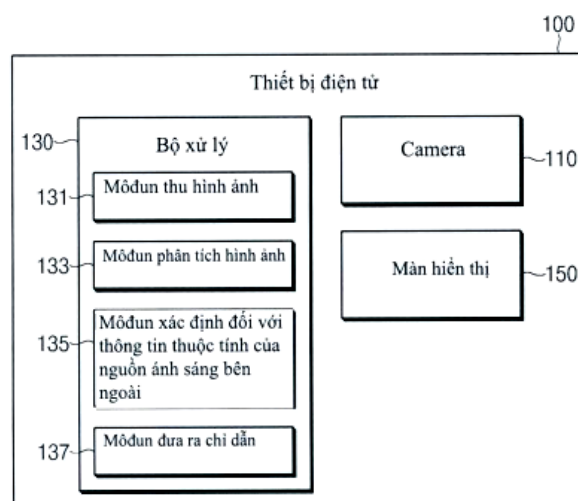 100
Thiết bị điện tử
130
Bộ xử lý
Camera
110
131
Môđun thu hình ảnh
133
Môđun phân tích hình ảnh
Màn hiển thị
150
135
Môđun xác định đối với
thông tin thuộc tính của
nguồn ánh sáng bên
ngoài
137
Môđun đưa ra chỉ dẫn